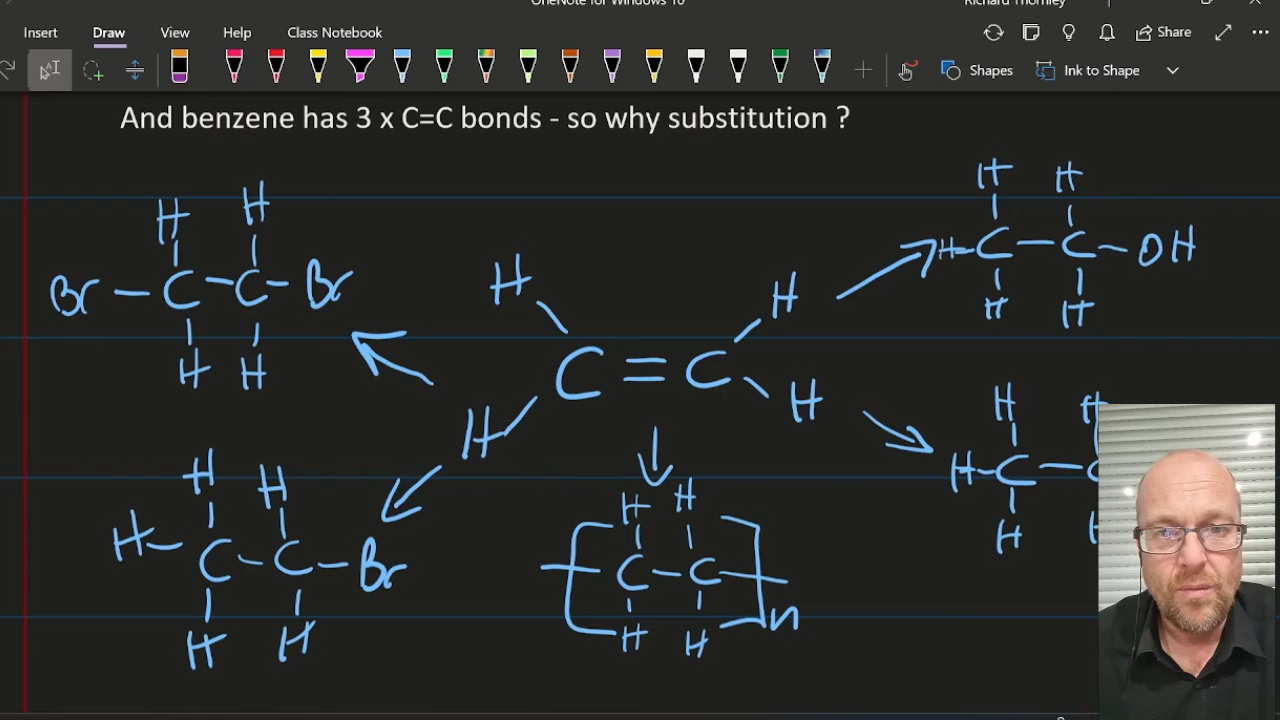 OneNote for Windows 10
Richard Thornley
Insert Draw View Help Class Notebook Share
Shapes Ink to Shape
And benzene has 3 x C=C bonds - so why substitution ?
H H
Br - C - C - Br
H H
H H
H - C - C - OH
H H
H H
C = C
H H
H H
H - C - C - Br
H H
H H
C - C
H H n
H H
H - C - C
H H